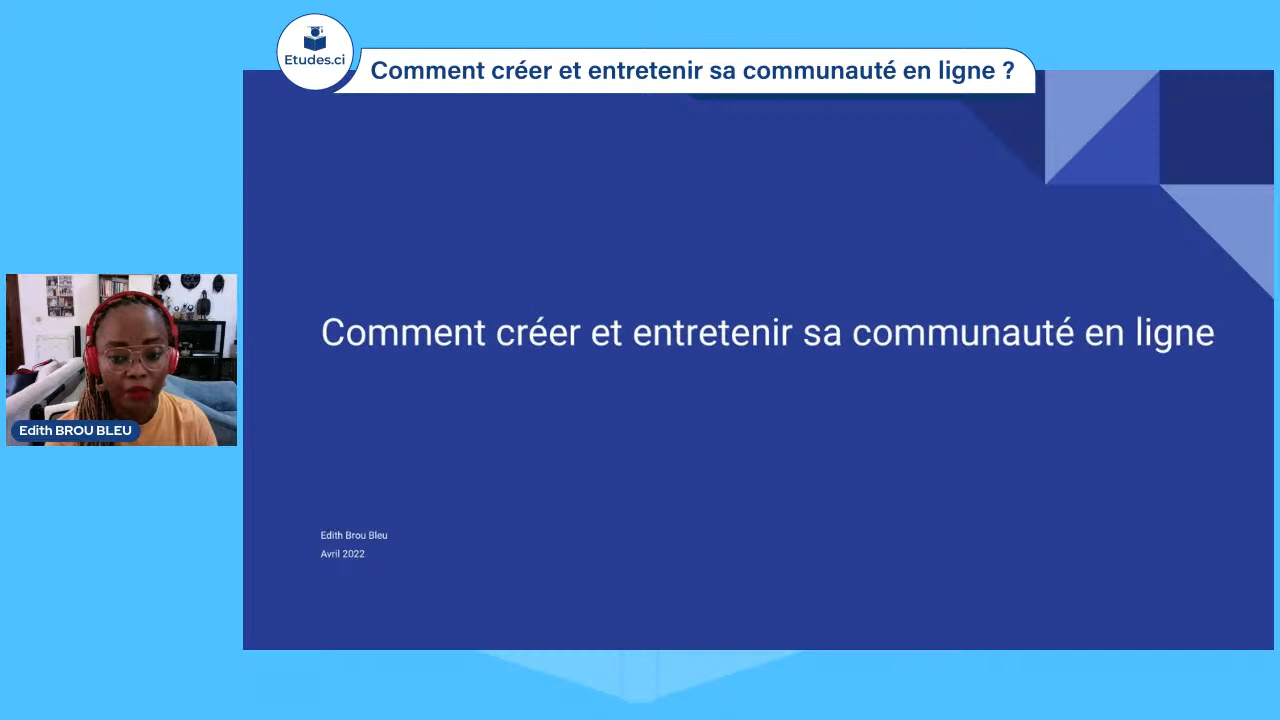 Etudes.ci
Comment créer et entretenir sa communauté en ligne ?
Comment créer et entretenir sa communauté en ligne
Edith BROU BLEU
Edith Brou Bleu
Avril 2022